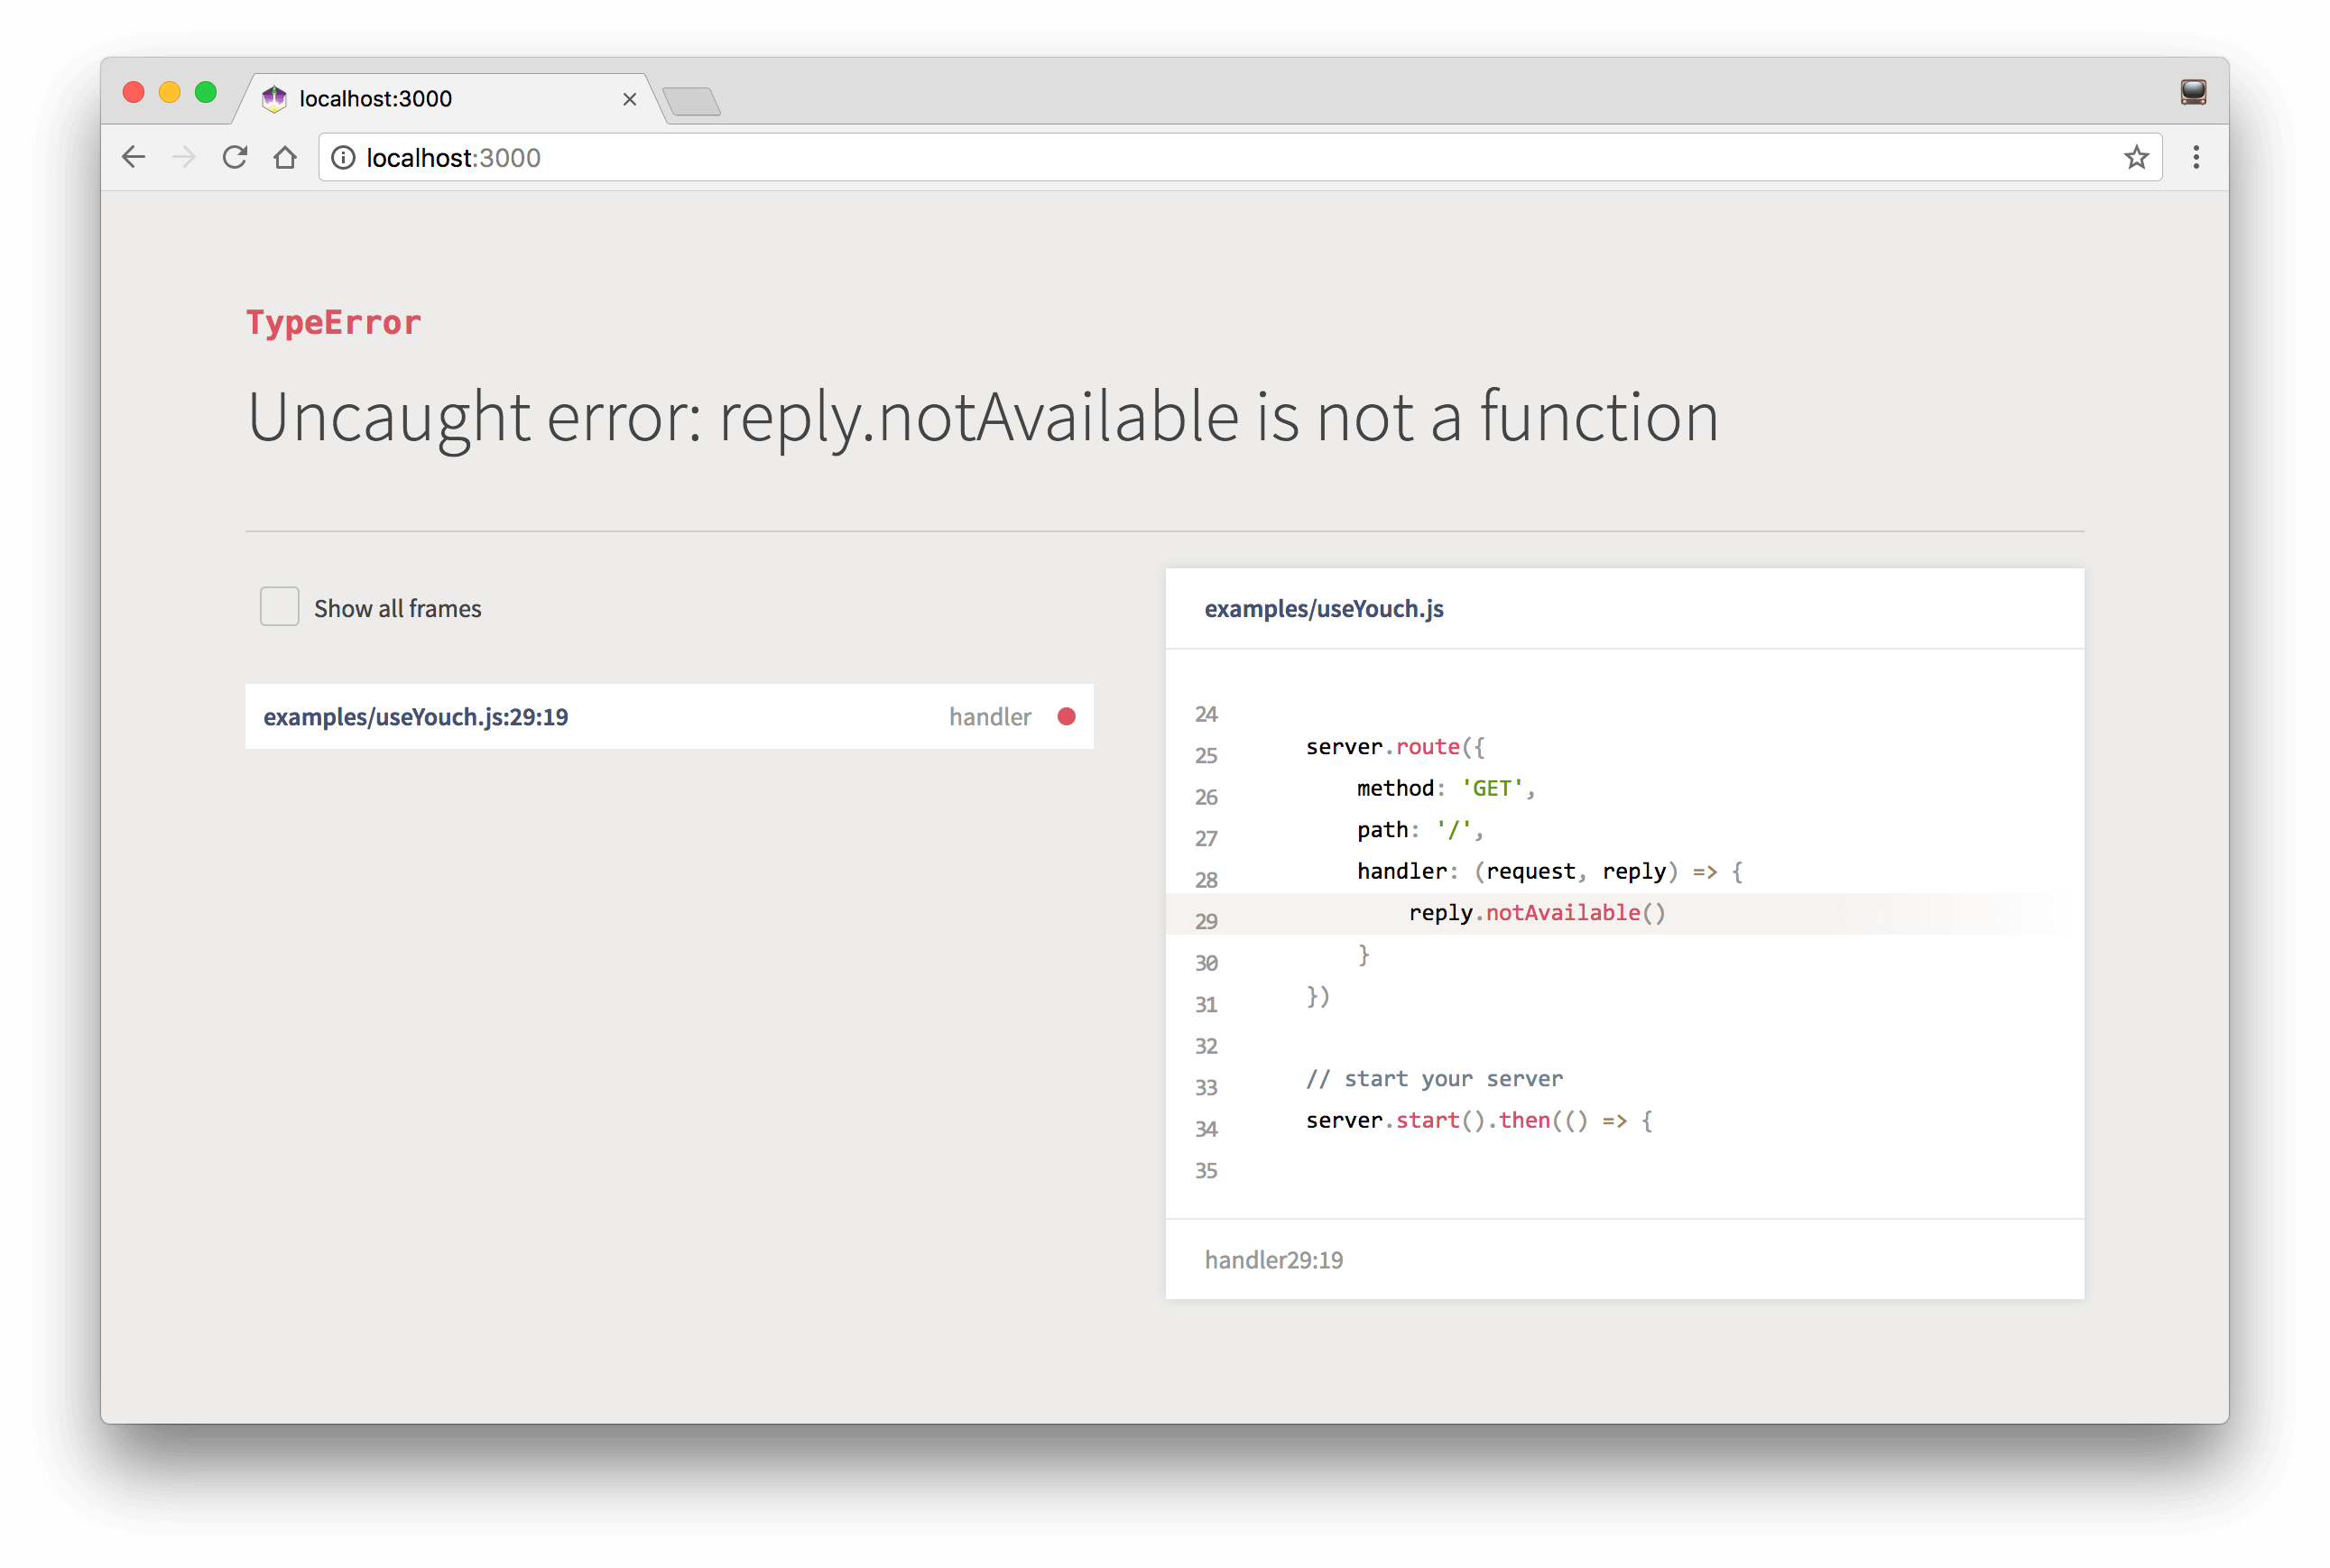 localhost:3000
localhost:3000
TypeError
Uncaught error: reply.notAvailable is not a function
Show all frames
examples/useYouch.js:29:19 handler
examples/useYouch.js
24
25 server.route({
26 method: 'GET',
27 path: '/',
28 handler: (request, reply) => {
29 reply.notAvailable()
30 }
31 })
32
33 // start your server
34 server.start().then(() => {
35
handler29:19